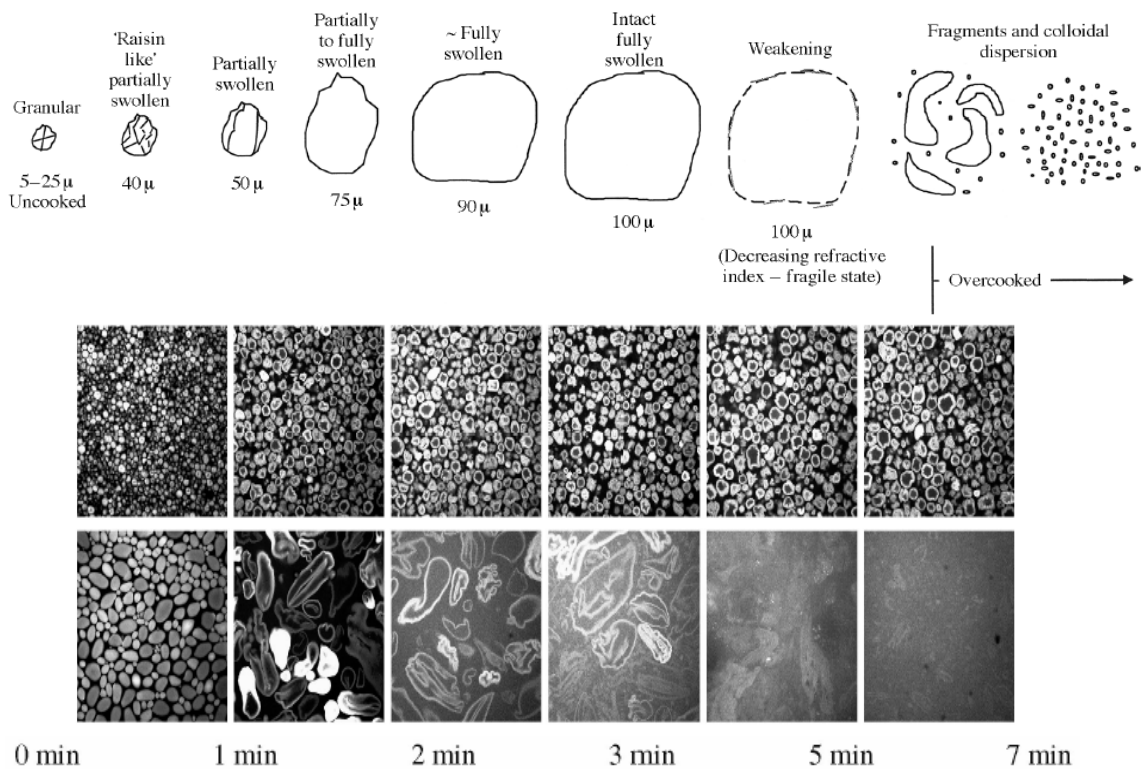 Granular
5–25 µ
Uncooked
'Raisin
like'
partially
swollen
40 µ
Partially
swollen
50 µ
Partially
to fully
swollen
75 µ
~ Fully
swollen
90 µ
Intact
fully
swollen
100 µ
Weakening
100 µ
(Decreasing refractive
index – fragile state)
Fragments and colloidal
dispersion
Overcooked
0 min
1 min
2 min
3 min
5 min
7 min